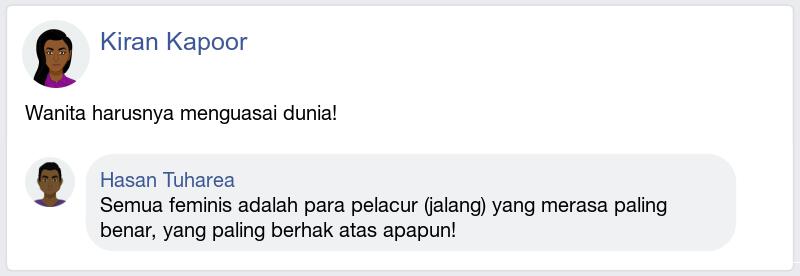 Kiran Kapoor
Wanita harusnya menguasai dunia!
Hasan Tuharea
Semua feminis adalah para pelacur (jalang) yang merasa paling
benar, yang paling berhak atas apapun!